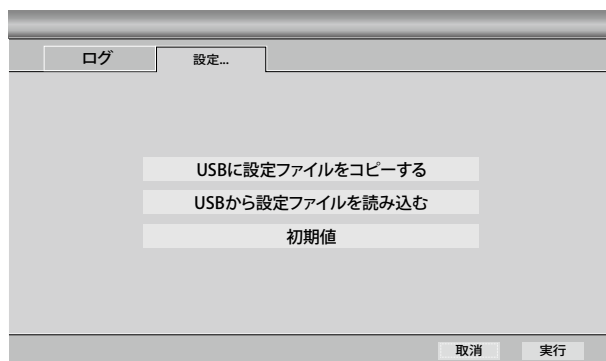 ログ
設定...
USBに設定ファイルをコピーする
USBから設定ファイルを読み込む
初期値
取消
実行